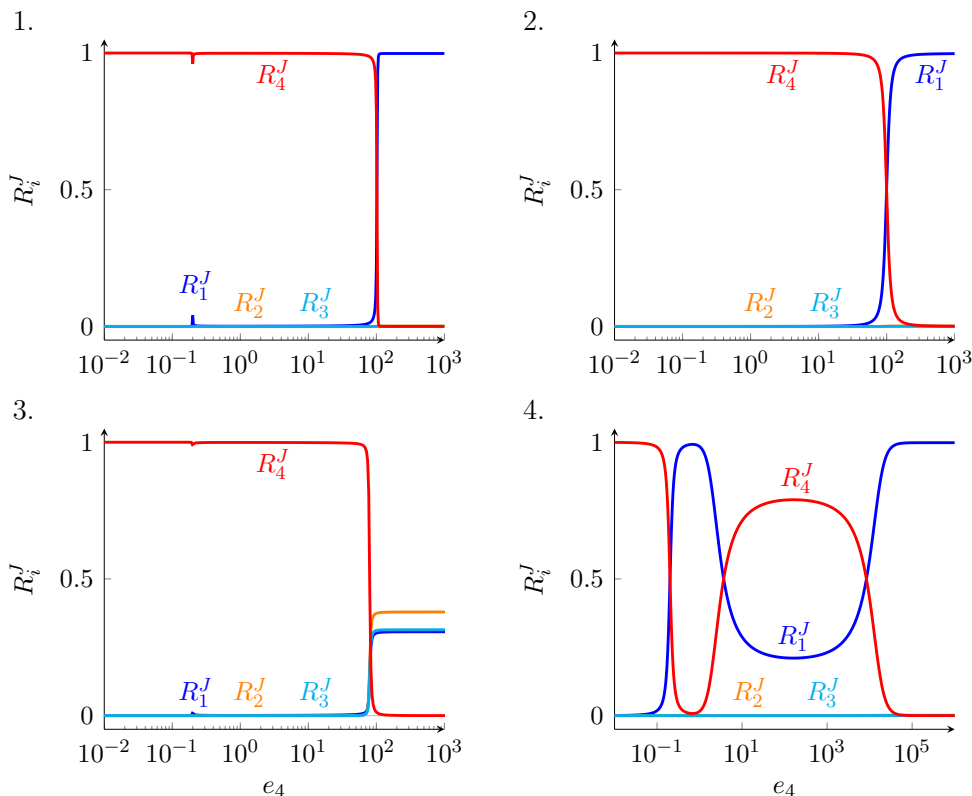 1.
1
0.5
0
R_i^J
R_4^J
R_1^J
R_2^J
R_3^J
10^{-2} 10^{-1} 10^0 10^1 10^2 10^3
2.
1
0.5
0
R_i^J
R_4^J
R_1^J
R_2^J
R_3^J
10^{-2} 10^{-1} 10^0 10^1 10^2 10^3
3.
1
0.5
0
R_i^J
R_4^J
R_1^J
R_2^J
R_3^J
10^{-2} 10^{-1} 10^0 10^1 10^2 10^3
e_4
4.
1
0.5
0
R_i^J
R_4^J
R_1^J
R_2^J
R_3^J
10^{-1} 10^1 10^3 10^5
e_4